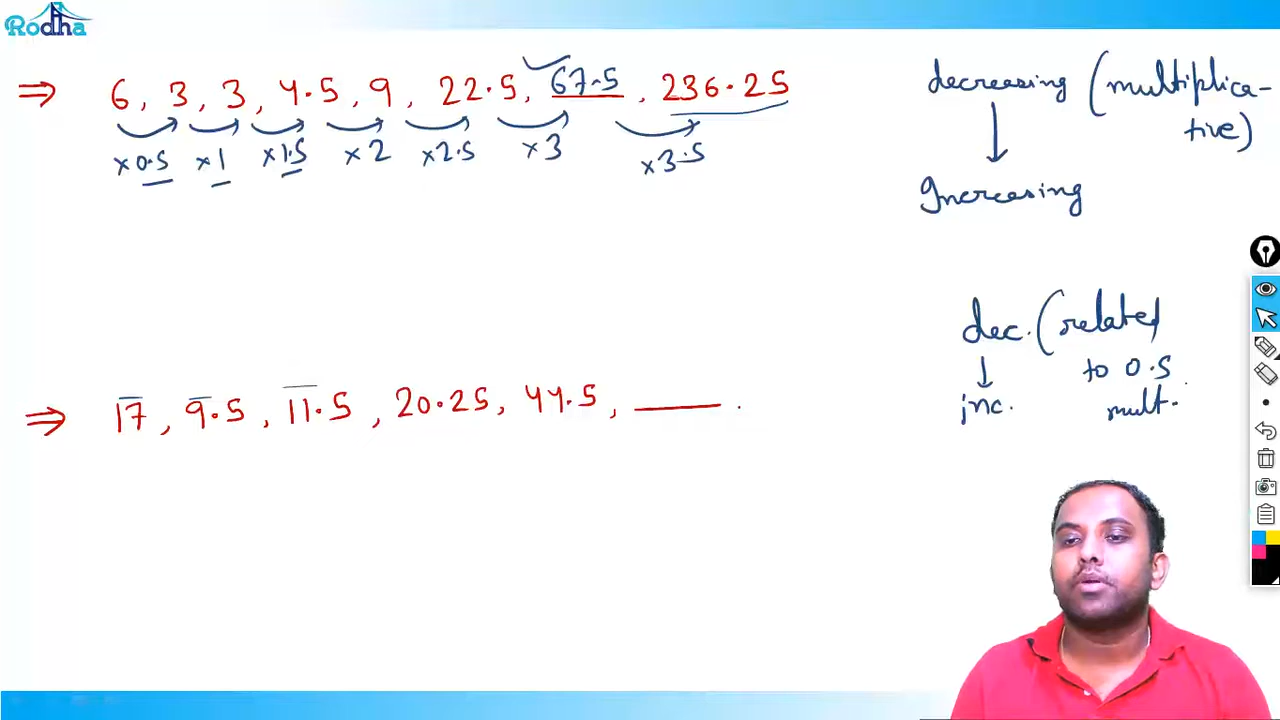 Rodha
⇒ 6, 3, 3, 4.5, 9, 22.5, 67.5, 236.25
×0.5 ×1 ×1.5 ×2 ×2.5 ×3 ×3.5
decreasing (multiplica-
tive)
Increasing
dec. (related
to 0.5
mult.
inc.
⇒ 17, 9.5, 11.5, 20.25, 44.5, ____ .